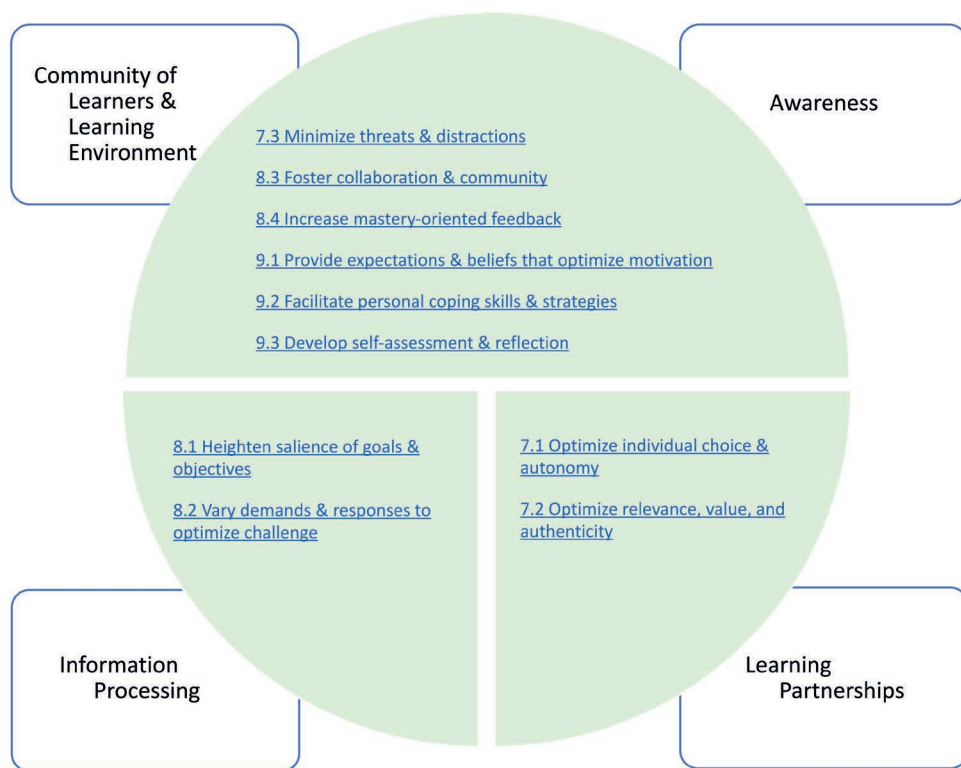 Community of
Learners &
Learning
Environment
Awareness
7.3 Minimize threats & distractions
8.3 Foster collaboration & community
8.4 Increase mastery-oriented feedback
9.1 Provide expectations & beliefs that optimize motivation
9.2 Facilitate personal coping skills & strategies
9.3 Develop self-assessment & reflection
8.1 Heighten salience of goals &
objectives
8.2 Vary demands & responses to
optimize challenge
7.1 Optimize individual choice &
autonomy
7.2 Optimize relevance, value, and
authenticity
Information
Processing
Learning
Partnerships